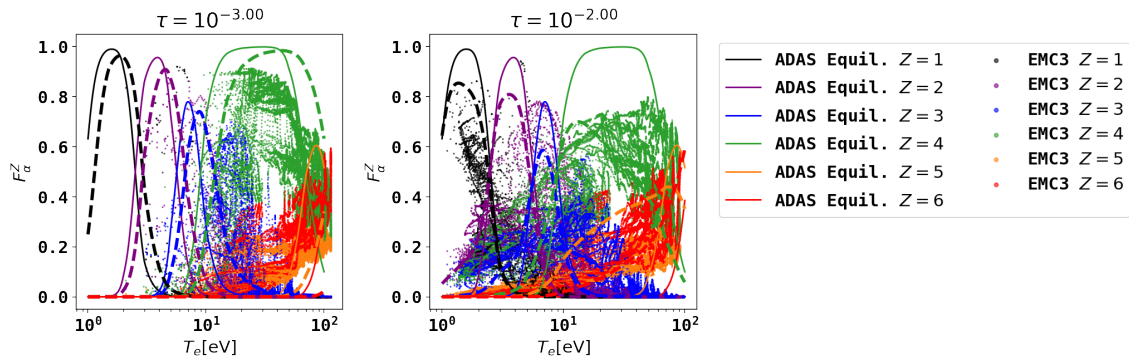 τ = 10^−3.00
τ = 10^−2.00
F_α^Z
1.0
0.8
0.6
0.4
0.2
0.0
10^0
10^1
10^2
T_e[eV]
F_α^Z
1.0
0.8
0.6
0.4
0.2
0.0
10^0
10^1
10^2
T_e[eV]
ADAS Equil. Z = 1
ADAS Equil. Z = 2
ADAS Equil. Z = 3
ADAS Equil. Z = 4
ADAS Equil. Z = 5
ADAS Equil. Z = 6
EMC3 Z = 1
EMC3 Z = 2
EMC3 Z = 3
EMC3 Z = 4
EMC3 Z = 5
EMC3 Z = 6